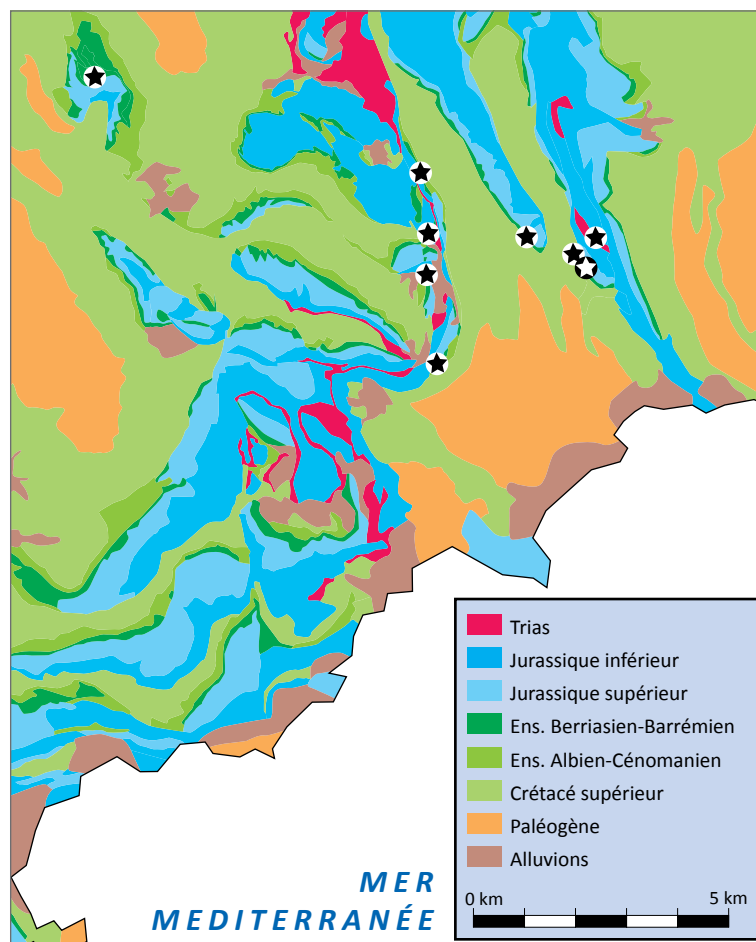 Trias
Jurassique inférieur
Jurassique supérieur
Ens. Berriasien-Barrémien
Ens. Albien-Cénomanien
Crétacé supérieur
Paléogène
Alluvions
0 km 5 km
MER
MEDITERRANÉE